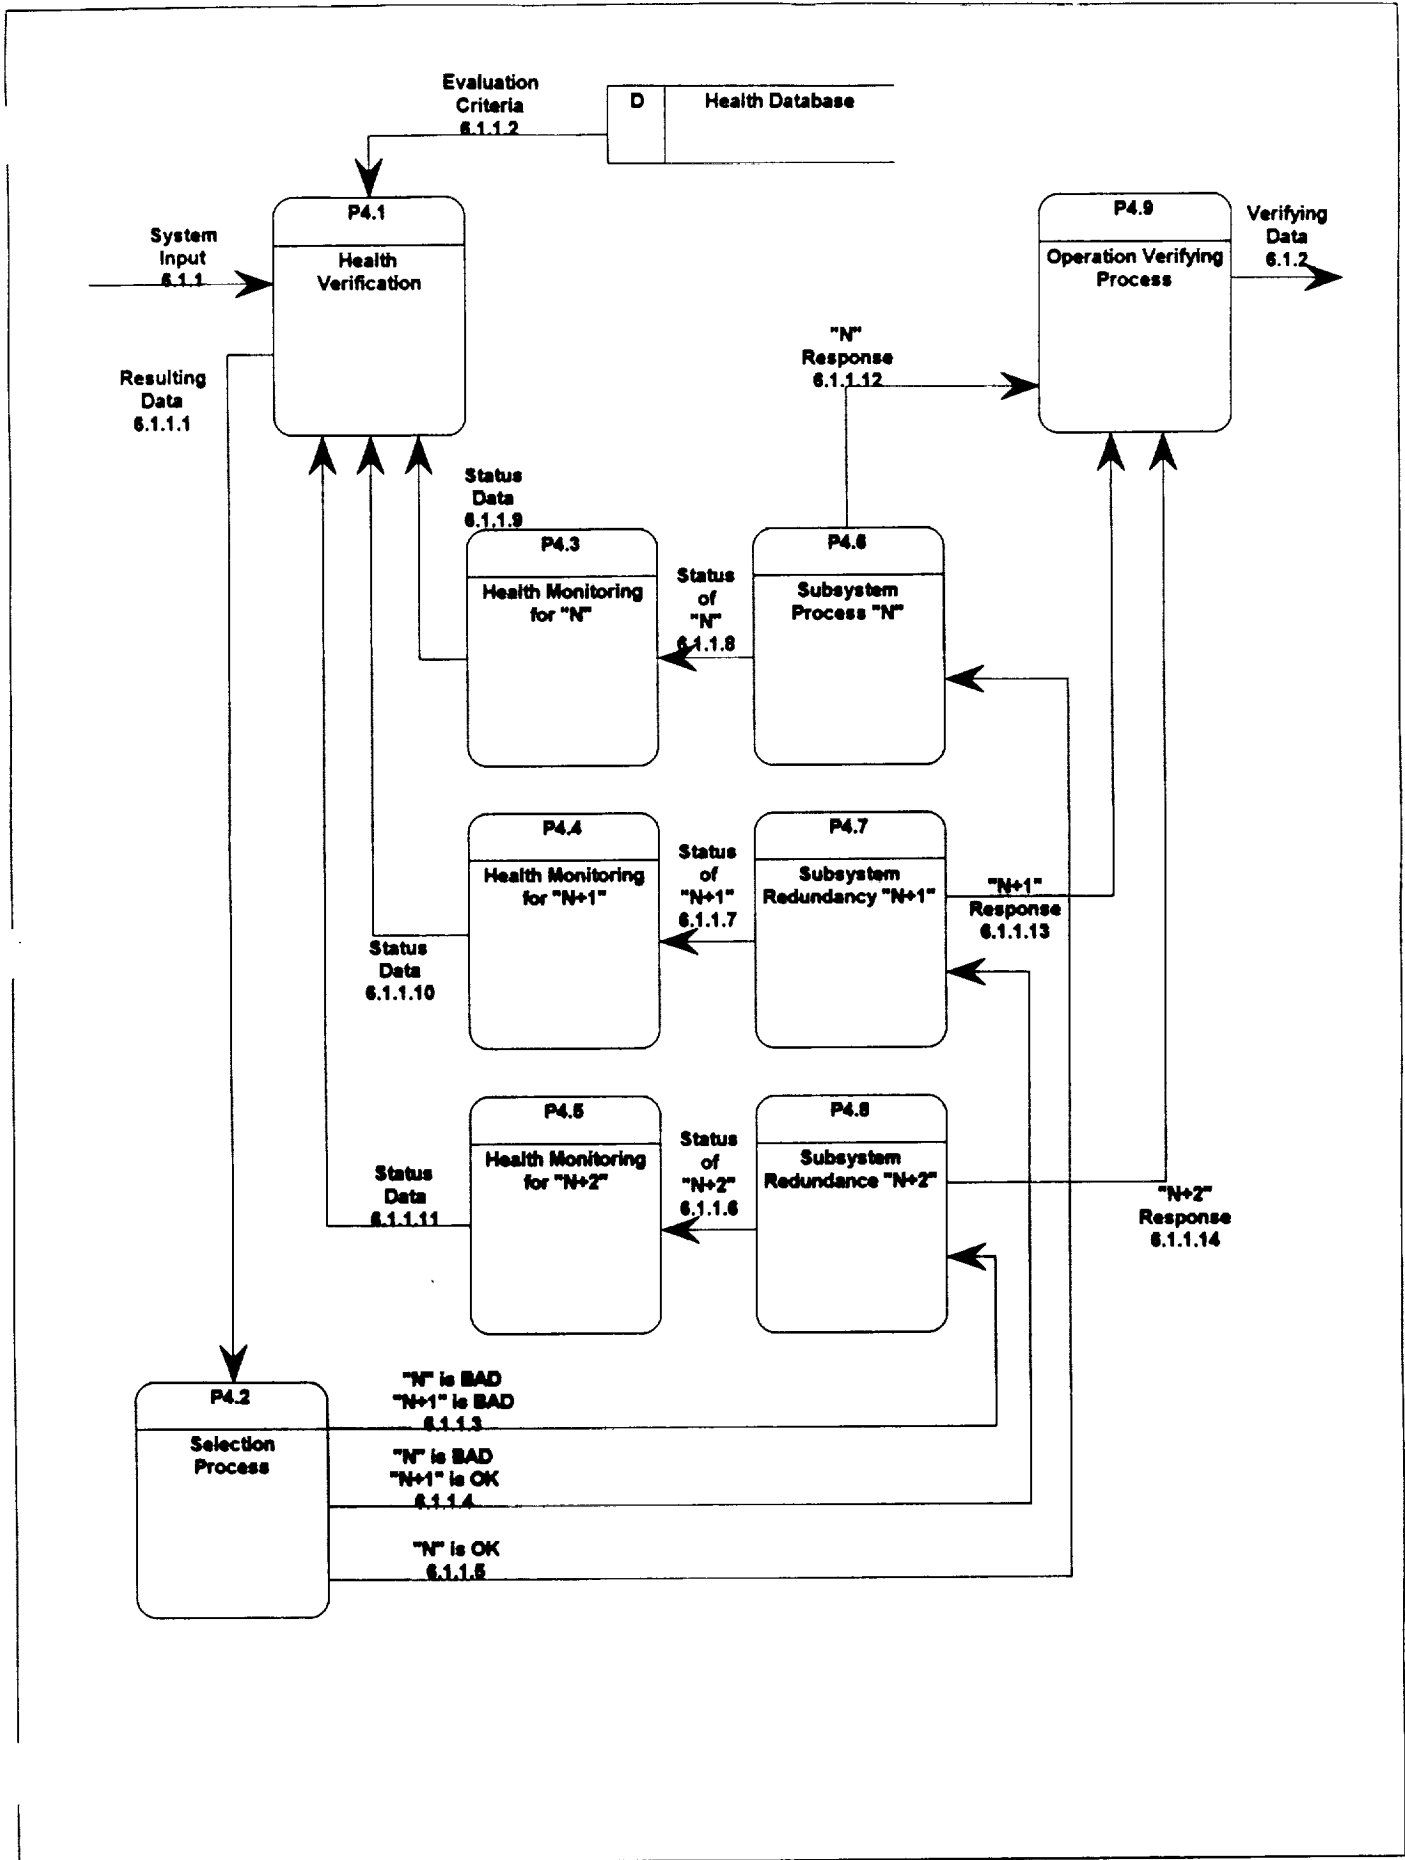 Evaluation
Criteria
6.1.1.2
D
Health Database
P4.1
Health
Verification
System
Input
6.1.1
P4.9
Operation Verifying
Process
Verifying
Data
6.1.2
Resulting
Data
6.1.1.1
"N"
Response
6.1.1.12
Status
Data
6.1.1.9
P4.3
Health Monitoring
for "N"
Status
of
"N"
6.1.1.8
P4.6
Subsystem
Process "N"
P4.4
Health Monitoring
for "N+1"
Status
of
"N+1"
6.1.1.7
P4.7
Subsystem
Redundancy "N+1"
"N+1"
Response
6.1.1.13
Status
Data
6.1.1.10
P4.5
Health Monitoring
for "N+2"
Status
of
"N+2"
6.1.1.6
P4.8
Subsystem
Redundance "N+2"
Status
Data
6.1.1.11
"N+2"
Response
6.1.1.14
P4.2
Selection
Process
"N" is BAD
"N+1" is BAD
6.1.1.3
"N" is BAD
"N+1" is OK
6.1.1.4
"N" is OK
6.1.1.5